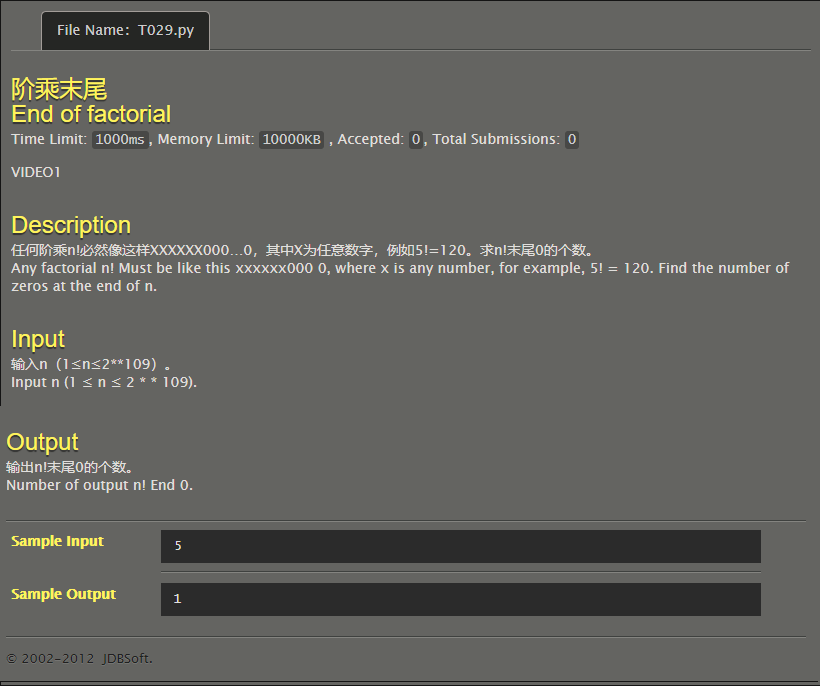 File Name: T029.py
阶乘末尾
End of factorial
Time Limit: 1000ms, Memory Limit: 10000KB , Accepted: 0, Total Submissions: 0
VIDEO1
Description
任何阶乘n!必然像这样XXXXXX000...0，其中X为任意数字，例如5!=120。求n!末尾0的个数。
Any factorial n! Must be like this xxxxxx000 0, where x is any number, for example, 5! = 120. Find the number of
zeros at the end of n.
Input
输入n（1≤n≤2**109）。
Input n (1 ≤ n ≤ 2 * * 109).
Output
输出n!末尾0的个数。
Number of output n! End 0.
Sample Input
5
Sample Output
1
© 2002-2012 JDBSoft.